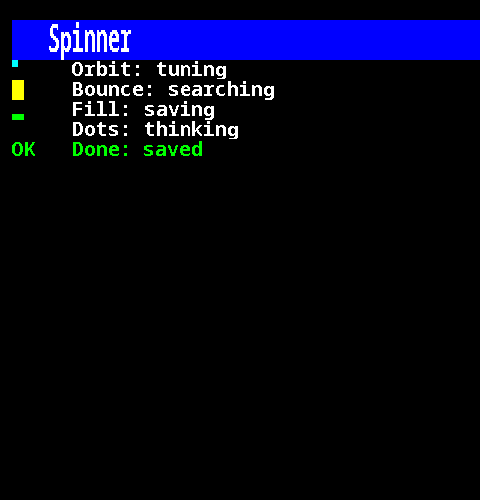 Spinner
Orbit: tuning
Bounce: searching
Fill: saving
Dots: thinking
OK Done: saved